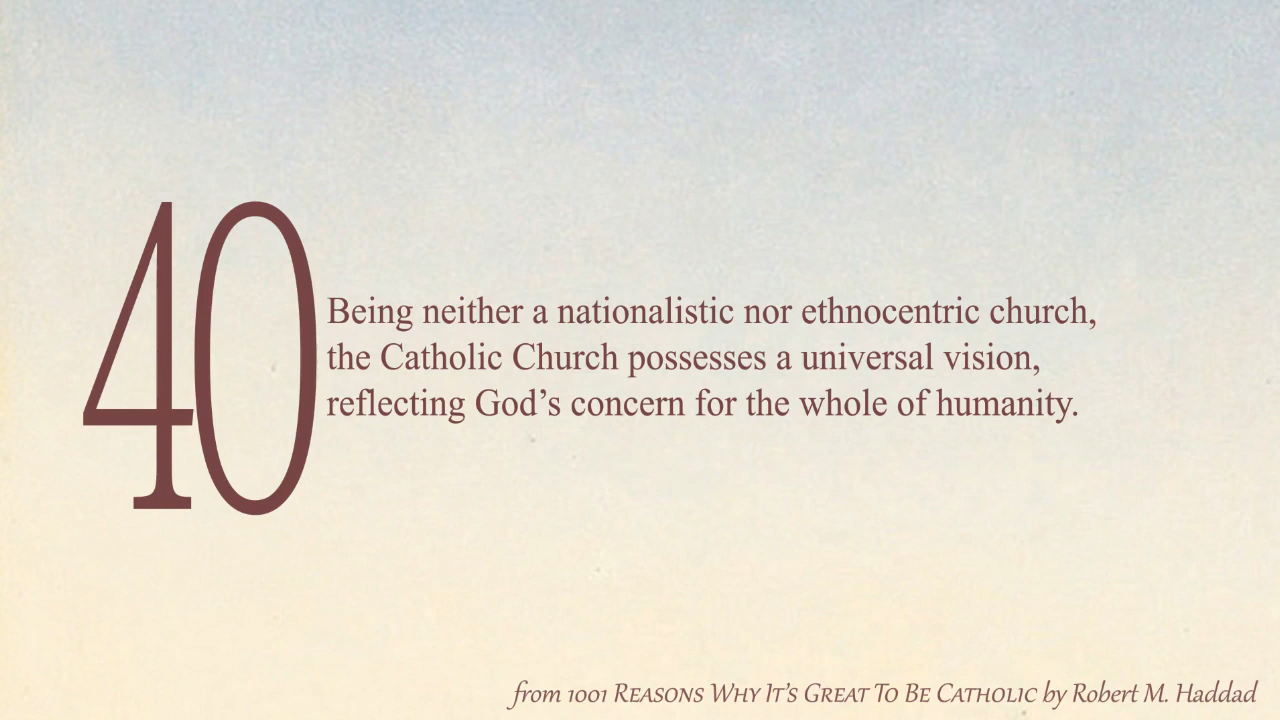 40
Being neither a nationalistic nor ethnocentric church,
the Catholic Church possesses a universal vision,
reflecting God’s concern for the whole of humanity.
from 1001 Reasons Why It’s Great To Be Catholic by Robert M. Haddad